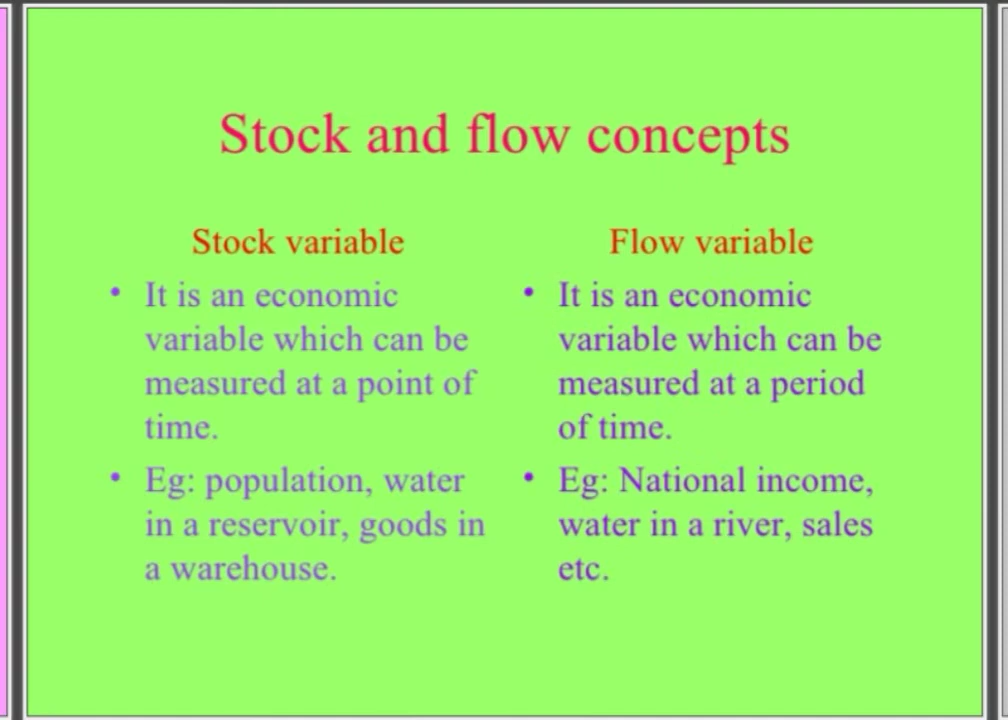 Stock and flow concepts
Stock variable
• It is an economic
variable which can be
measured at a point of
time.
• Eg: population, water
in a reservoir, goods in
a warehouse.
Flow variable
• It is an economic
variable which can be
measured at a period
of time.
• Eg: National income,
water in a river, sales
etc.